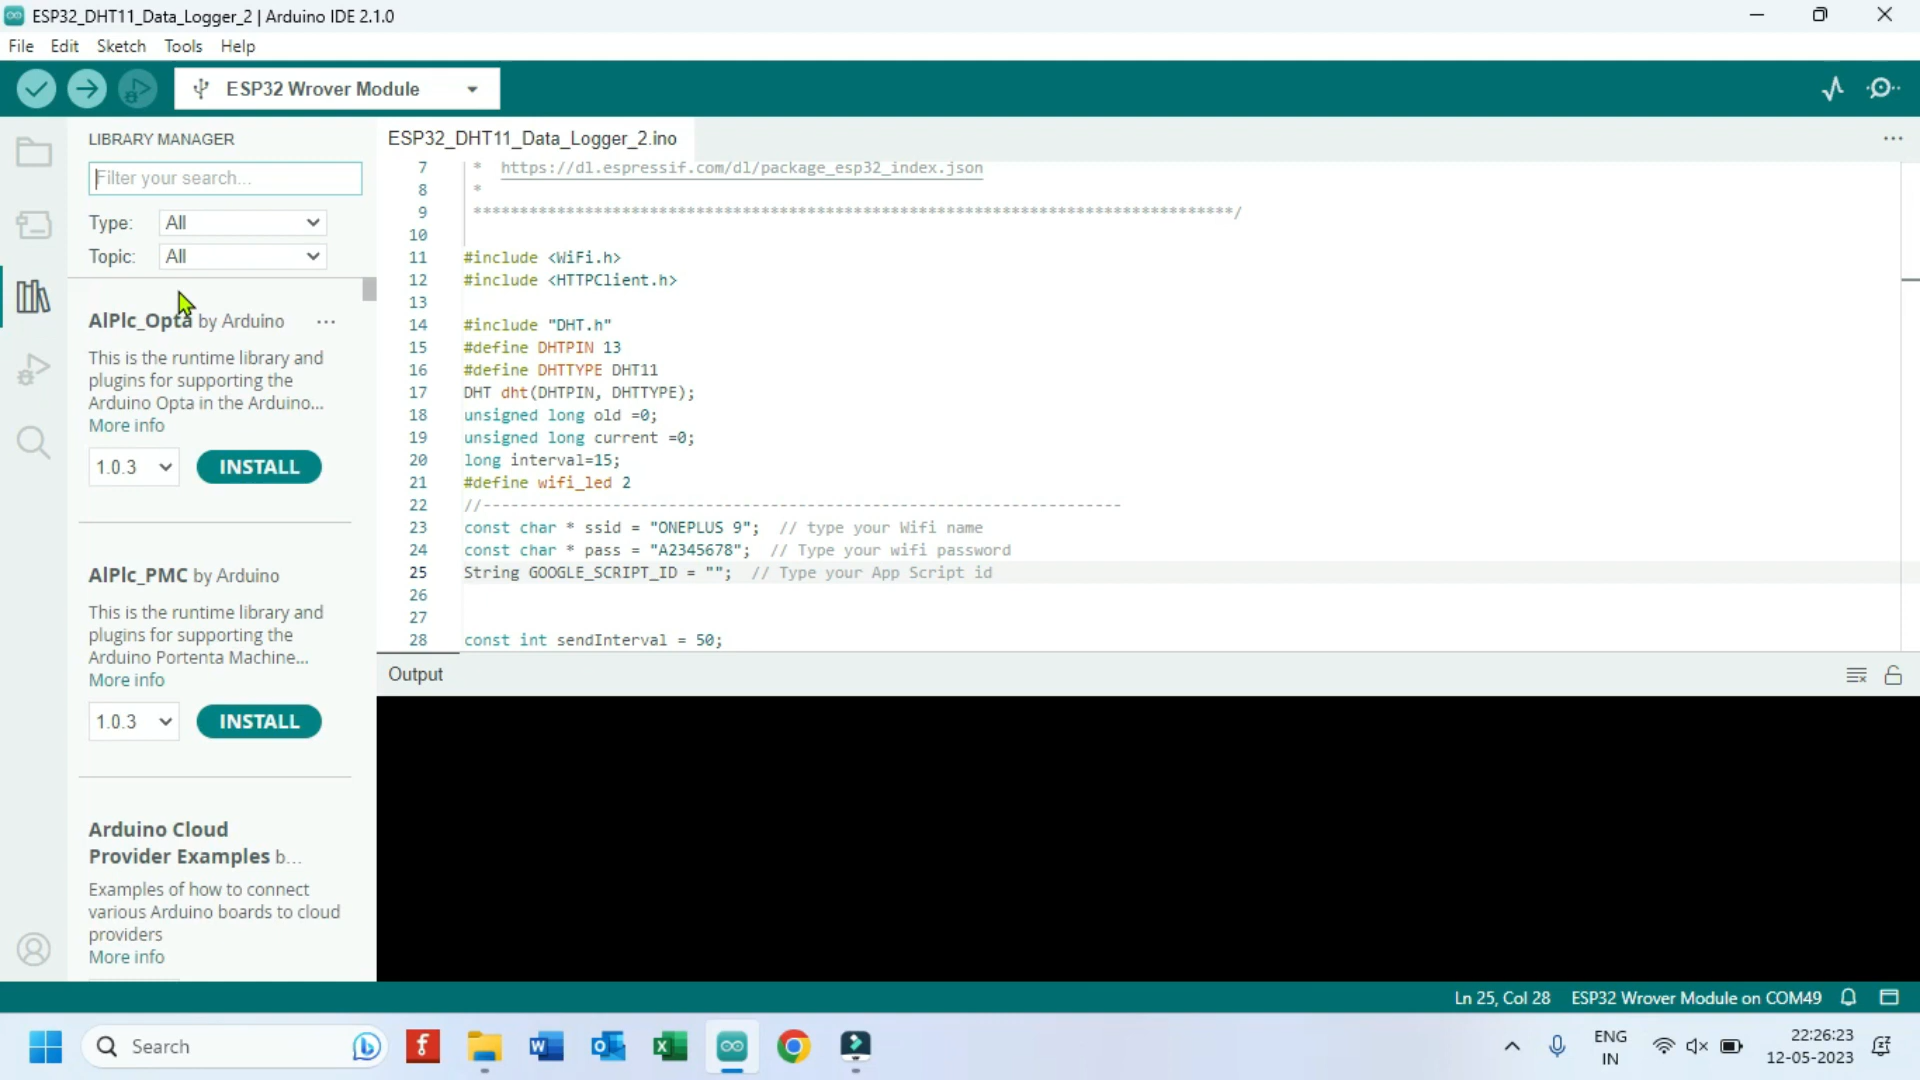 ESP32_DHT11_Data_Logger_2 | Arduino IDE 2.1.0
File Edit Sketch Tools Help
ESP32 Wrover Module
LIBRARY MANAGER
Filter your search...
Type: All
Topic: All
AlPlc_Opta by Arduino ...
This is the runtime library and
plugins for supporting the
Arduino Opta in the Arduino...
More info
1.0.3 INSTALL
AlPlc_PMC by Arduino
This is the runtime library and
plugins for supporting the
Arduino Portenta Machine...
More info
1.0.3 INSTALL
Arduino Cloud
Provider Examples b...
Examples of how to connect
various Arduino boards to cloud
providers
More info
ESP32_DHT11_Data_Logger_2.ino
7 * https://dl.espressif.com/dl/package_esp32_index.json
8 *
9 **********************************************************************************/
10
11 #include <WiFi.h>
12 #include <HTTPClient.h>
13
14 #include "DHT.h"
15 #define DHTPIN 13
16 #define DHTTYPE DHT11
17 DHT dht(DHTPIN, DHTTYPE);
18 unsigned long old =0;
19 unsigned long current =0;
20 long interval=15;
21 #define wifi_led 2
22 //---------------------------------------------------------------------
23 const char * ssid = "ONEPLUS 9"; // type your Wifi name
24 const char * pass = "A2345678"; // Type your wifi password
25 String GOOGLE_SCRIPT_ID = ""; // Type your App Script id
26
27
28 const int sendInterval = 50;
Output
Ln 25, Col 28 ESP32 Wrover Module on COM49
Search
ENG
IN
22:26:23
12-05-2023